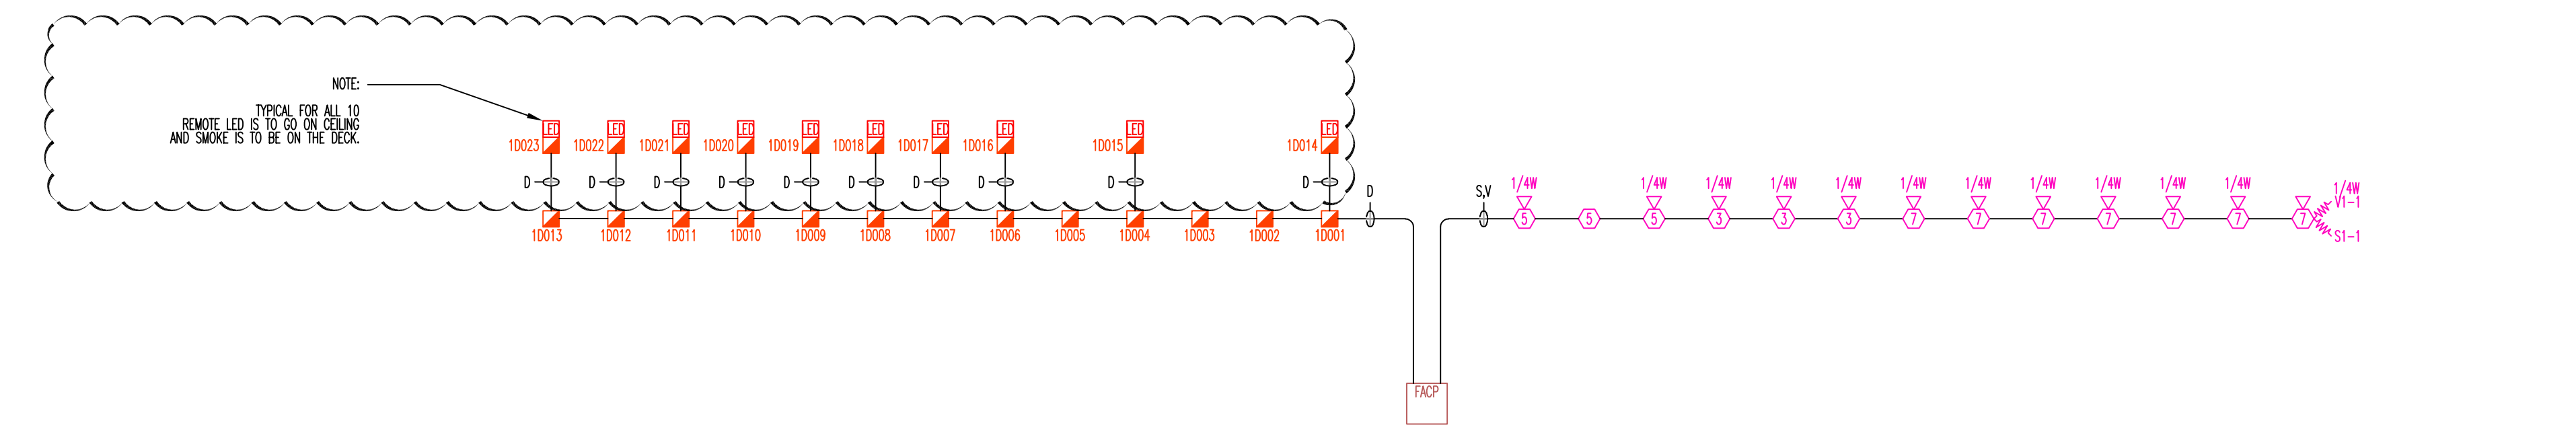 NOTE:
TYPICAL FOR ALL 10
REMOTE LED IS TO GO ON CEILING
AND SMOKE IS TO BE ON THE DECK.
LED LED LED LED LED LED LED LED LED LED
1D023 1D022 1D021 1D020 1D019 1D018 1D017 1D016 1D015 1D014
D D D D D D D D D D
D
S,V
1/4W 1/4W 1/4W 1/4W 1/4W 1/4W 1/4W 1/4W 1/4W 1/4W 1/4W
1/4W
V1-1
5 5 5 3 3 3 7 7 7 7 7 7 7
S1-1
1D013 1D012 1D011 1D010 1D009 1D008 1D007 1D006 1D005 1D004 1D003 1D002 1D001
FACP